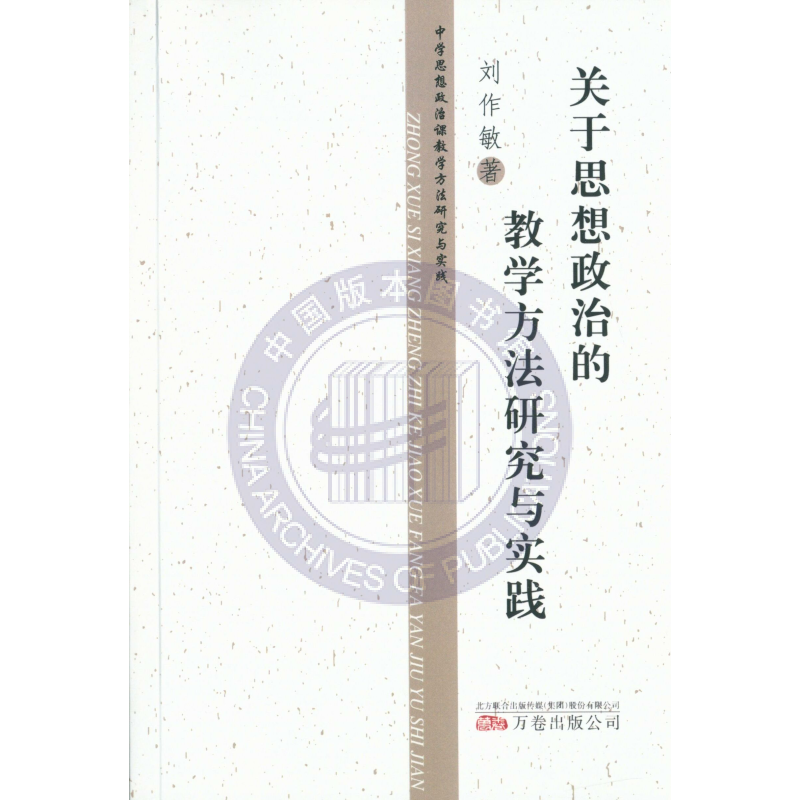 关于思想政治的
教学方法研究与实践
刘作敏 著
中学思想政治课教学方法研究与实践
ZHONG XUE SI XIANG ZHENG ZHI KE JIAO XUE FANG FA YAN JIU YU SHI JIAN
中国版本图书馆
CHINA ARCHIVES OF PUBLICATIONS
北方联合出版传媒(集团)股份有限公司
万卷 万卷出版公司